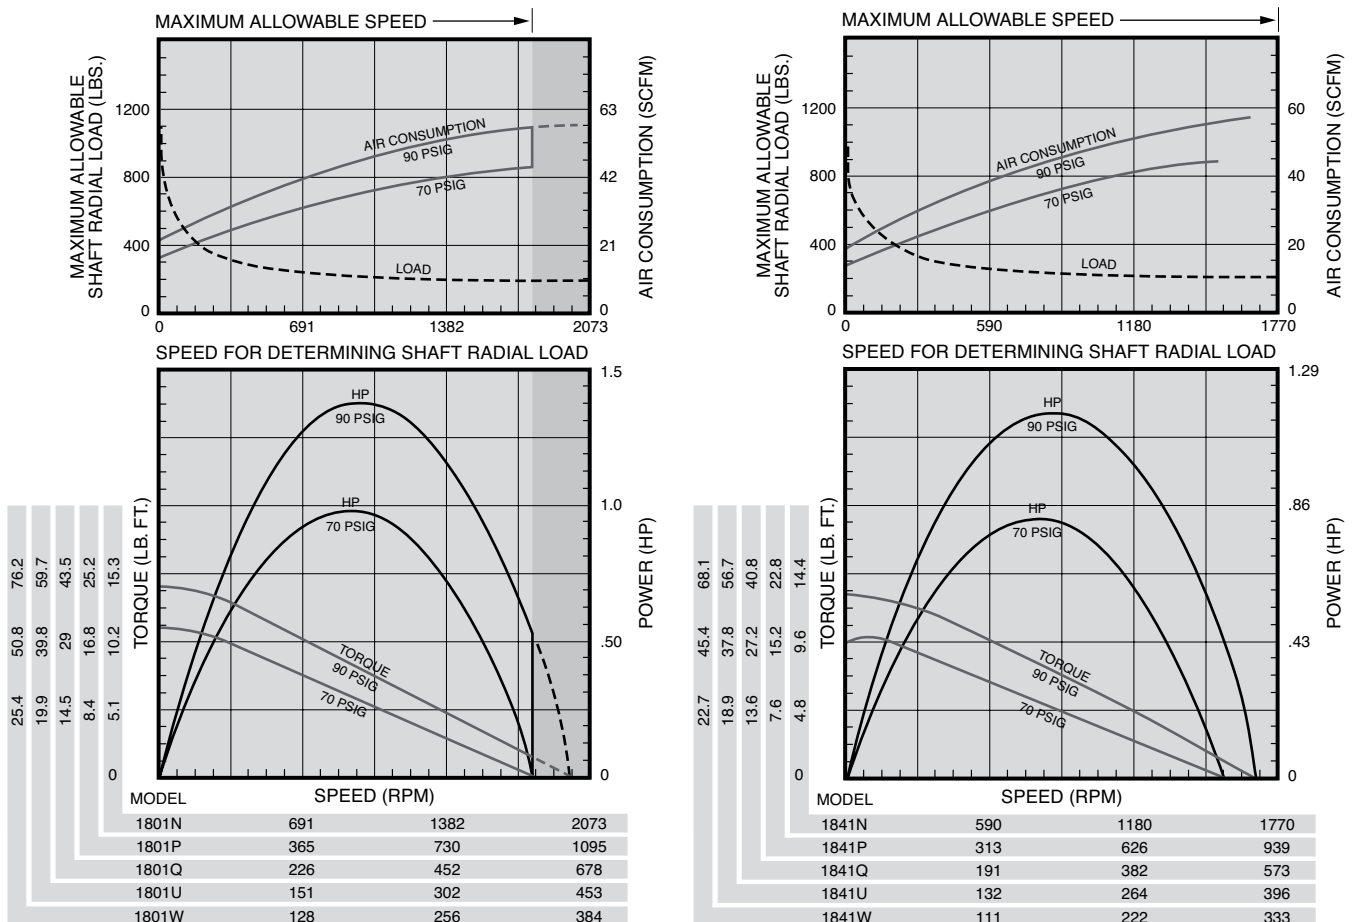 MAXIMUM ALLOWABLE SPEED
MAXIMUM ALLOWABLE
SHAFT RADIAL LOAD (LBS.)
1200
800
400
0
63
42
21
0
AIR CONSUMPTION (SCFM)
AIR CONSUMPTION
90 PSIG
70 PSIG
LOAD
0 691 1382 2073
SPEED FOR DETERMINING SHAFT RADIAL LOAD
HP
90 PSIG
HP
70 PSIG
TORQUE
90 PSIG
70 PSIG
1.5
1.0
.50
0
POWER (HP)
TORQUE (LB. FT.)
76.2 59.7 43.5 25.2 15.3
50.8 39.8 29 16.8 10.2
25.4 19.9 14.5 8.4 5.1
0
MODEL SPEED (RPM)
1801N 691 1382 2073
1801P 365 730 1095
1801Q 226 452 678
1801U 151 302 453
1801W 128 256 384
MAXIMUM ALLOWABLE SPEED
MAXIMUM ALLOWABLE
SHAFT RADIAL LOAD (LBS.)
1200
800
400
0
60
40
20
0
AIR CONSUMPTION (SCFM)
AIR CONSUMPTION
90 PSIG
70 PSIG
LOAD
0 590 1180 1770
SPEED FOR DETERMINING SHAFT RADIAL LOAD
HP
90 PSIG
HP
70 PSIG
TORQUE
90 PSIG
70 PSIG
1.29
.86
.43
0
POWER (HP)
TORQUE (LB. FT.)
68.1 56.7 40.8 22.8 14.4
45.4 37.8 27.2 15.2 9.6
22.7 18.9 13.6 7.6 4.8
0
MODEL SPEED (RPM)
1841N 590 1180 1770
1841P 313 626 939
1841Q 191 382 573
1841U 132 264 396
1841W 111 222 333